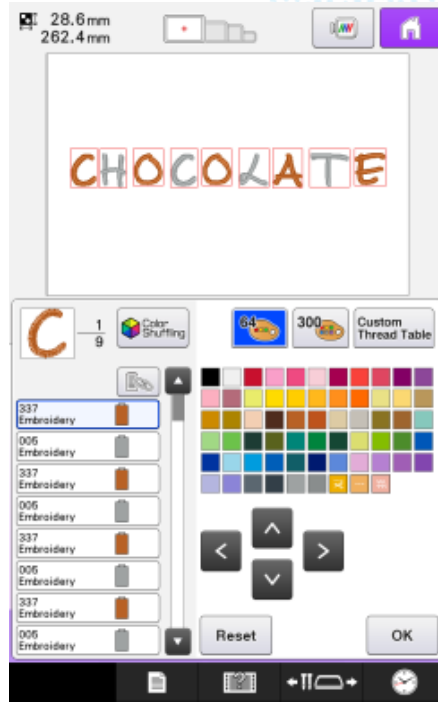 28.6mm
262.4mm
CHOCOLATE
C
1
9
Color
Shuffling
64
300
Custom
Thread Table
337
Embroidery
005
Embroidery
337
Embroidery
005
Embroidery
337
Embroidery
005
Embroidery
337
Embroidery
005
Embroidery
Reset
OK